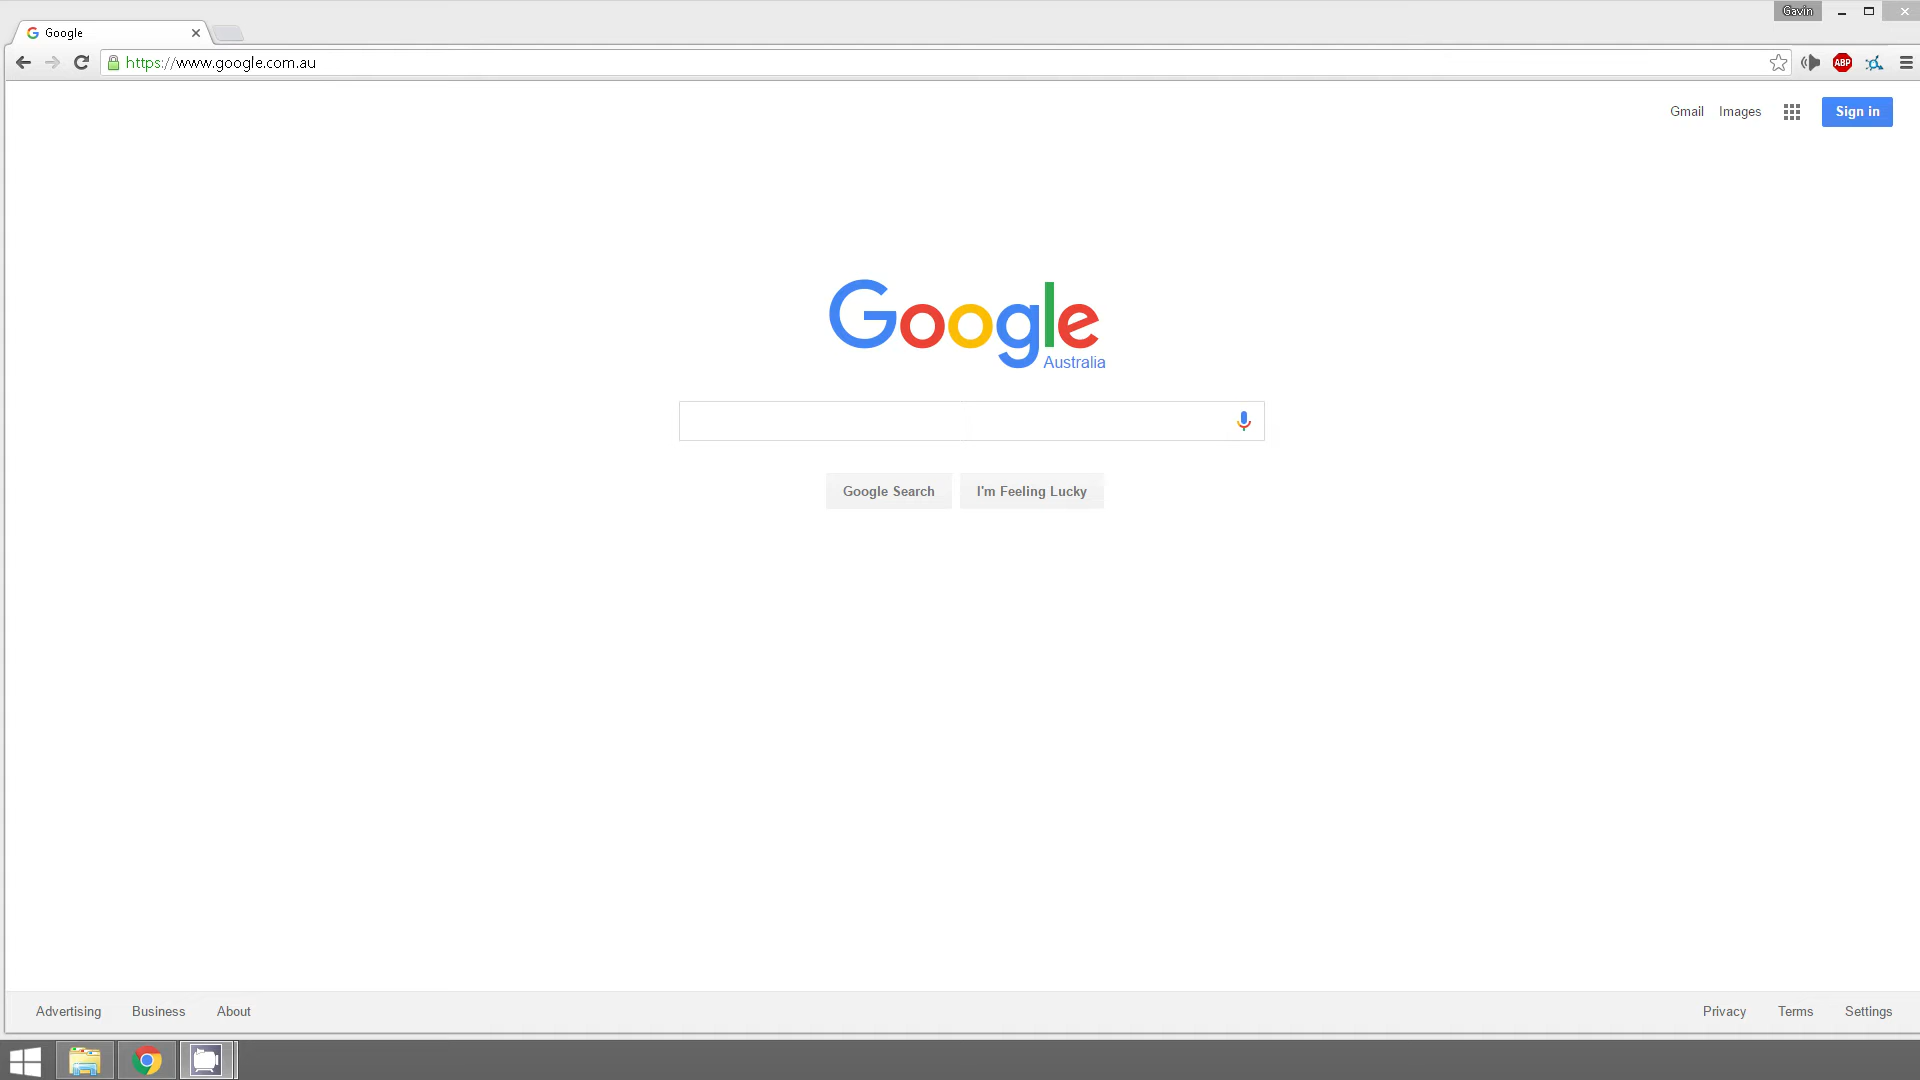 Gavin
Google
https://www.google.com.au
ABP
Gmail Images Sign in
Google
Australia
Google Search I'm Feeling Lucky
Advertising Business About Privacy Terms Settings